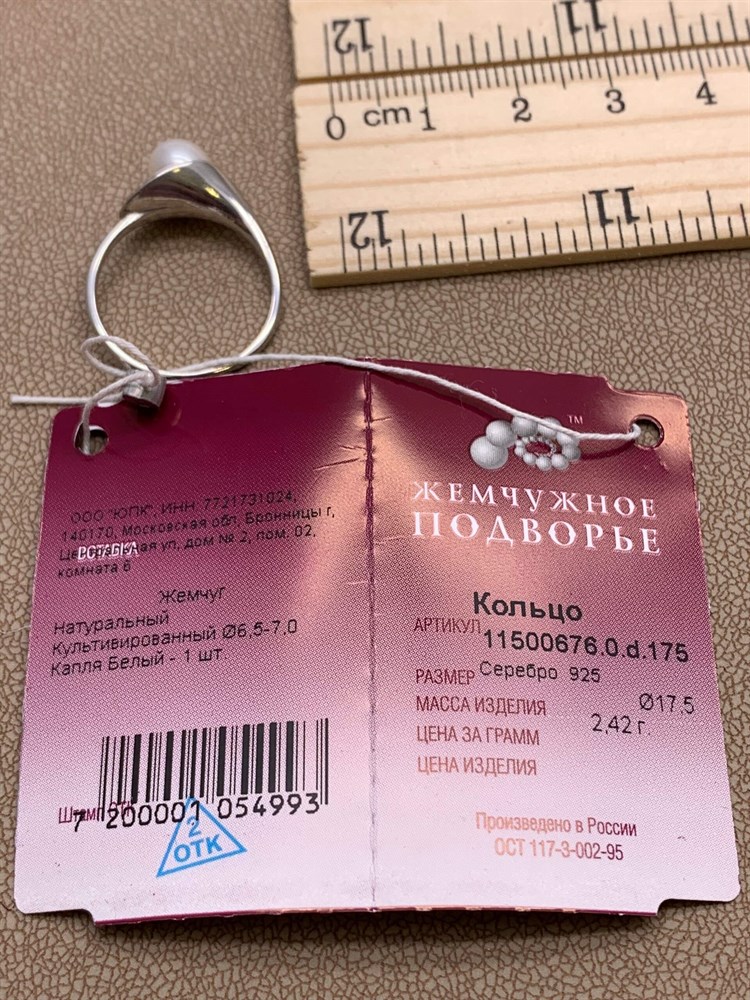 12 11
0 cm 1 2 3 4
12 11
ООО "ЮПК", ИНН 7721731024,
140170, Московская обл, Бронницы г,
ул, дом № 2, пом. 02,
ВСТАВКА
комната 6
Жемчуг
Натуральный
Культивированный Ø6,5-7,0
Капля Белый - 1 шт
7 200001 054993
2
ОТК
TM
ЖЕМЧУЖНОЕ
ПОДВОРЬЕ
Кольцо
АРТИКУЛ 11500676.0.d.175
Серебро 925
РАЗМЕР Ø17,5
МАССА ИЗДЕЛИЯ 2,42 г.
ЦЕНА ЗА ГРАММ
ЦЕНА ИЗДЕЛИЯ
Произведено в России
ОСТ 117-3-002-95